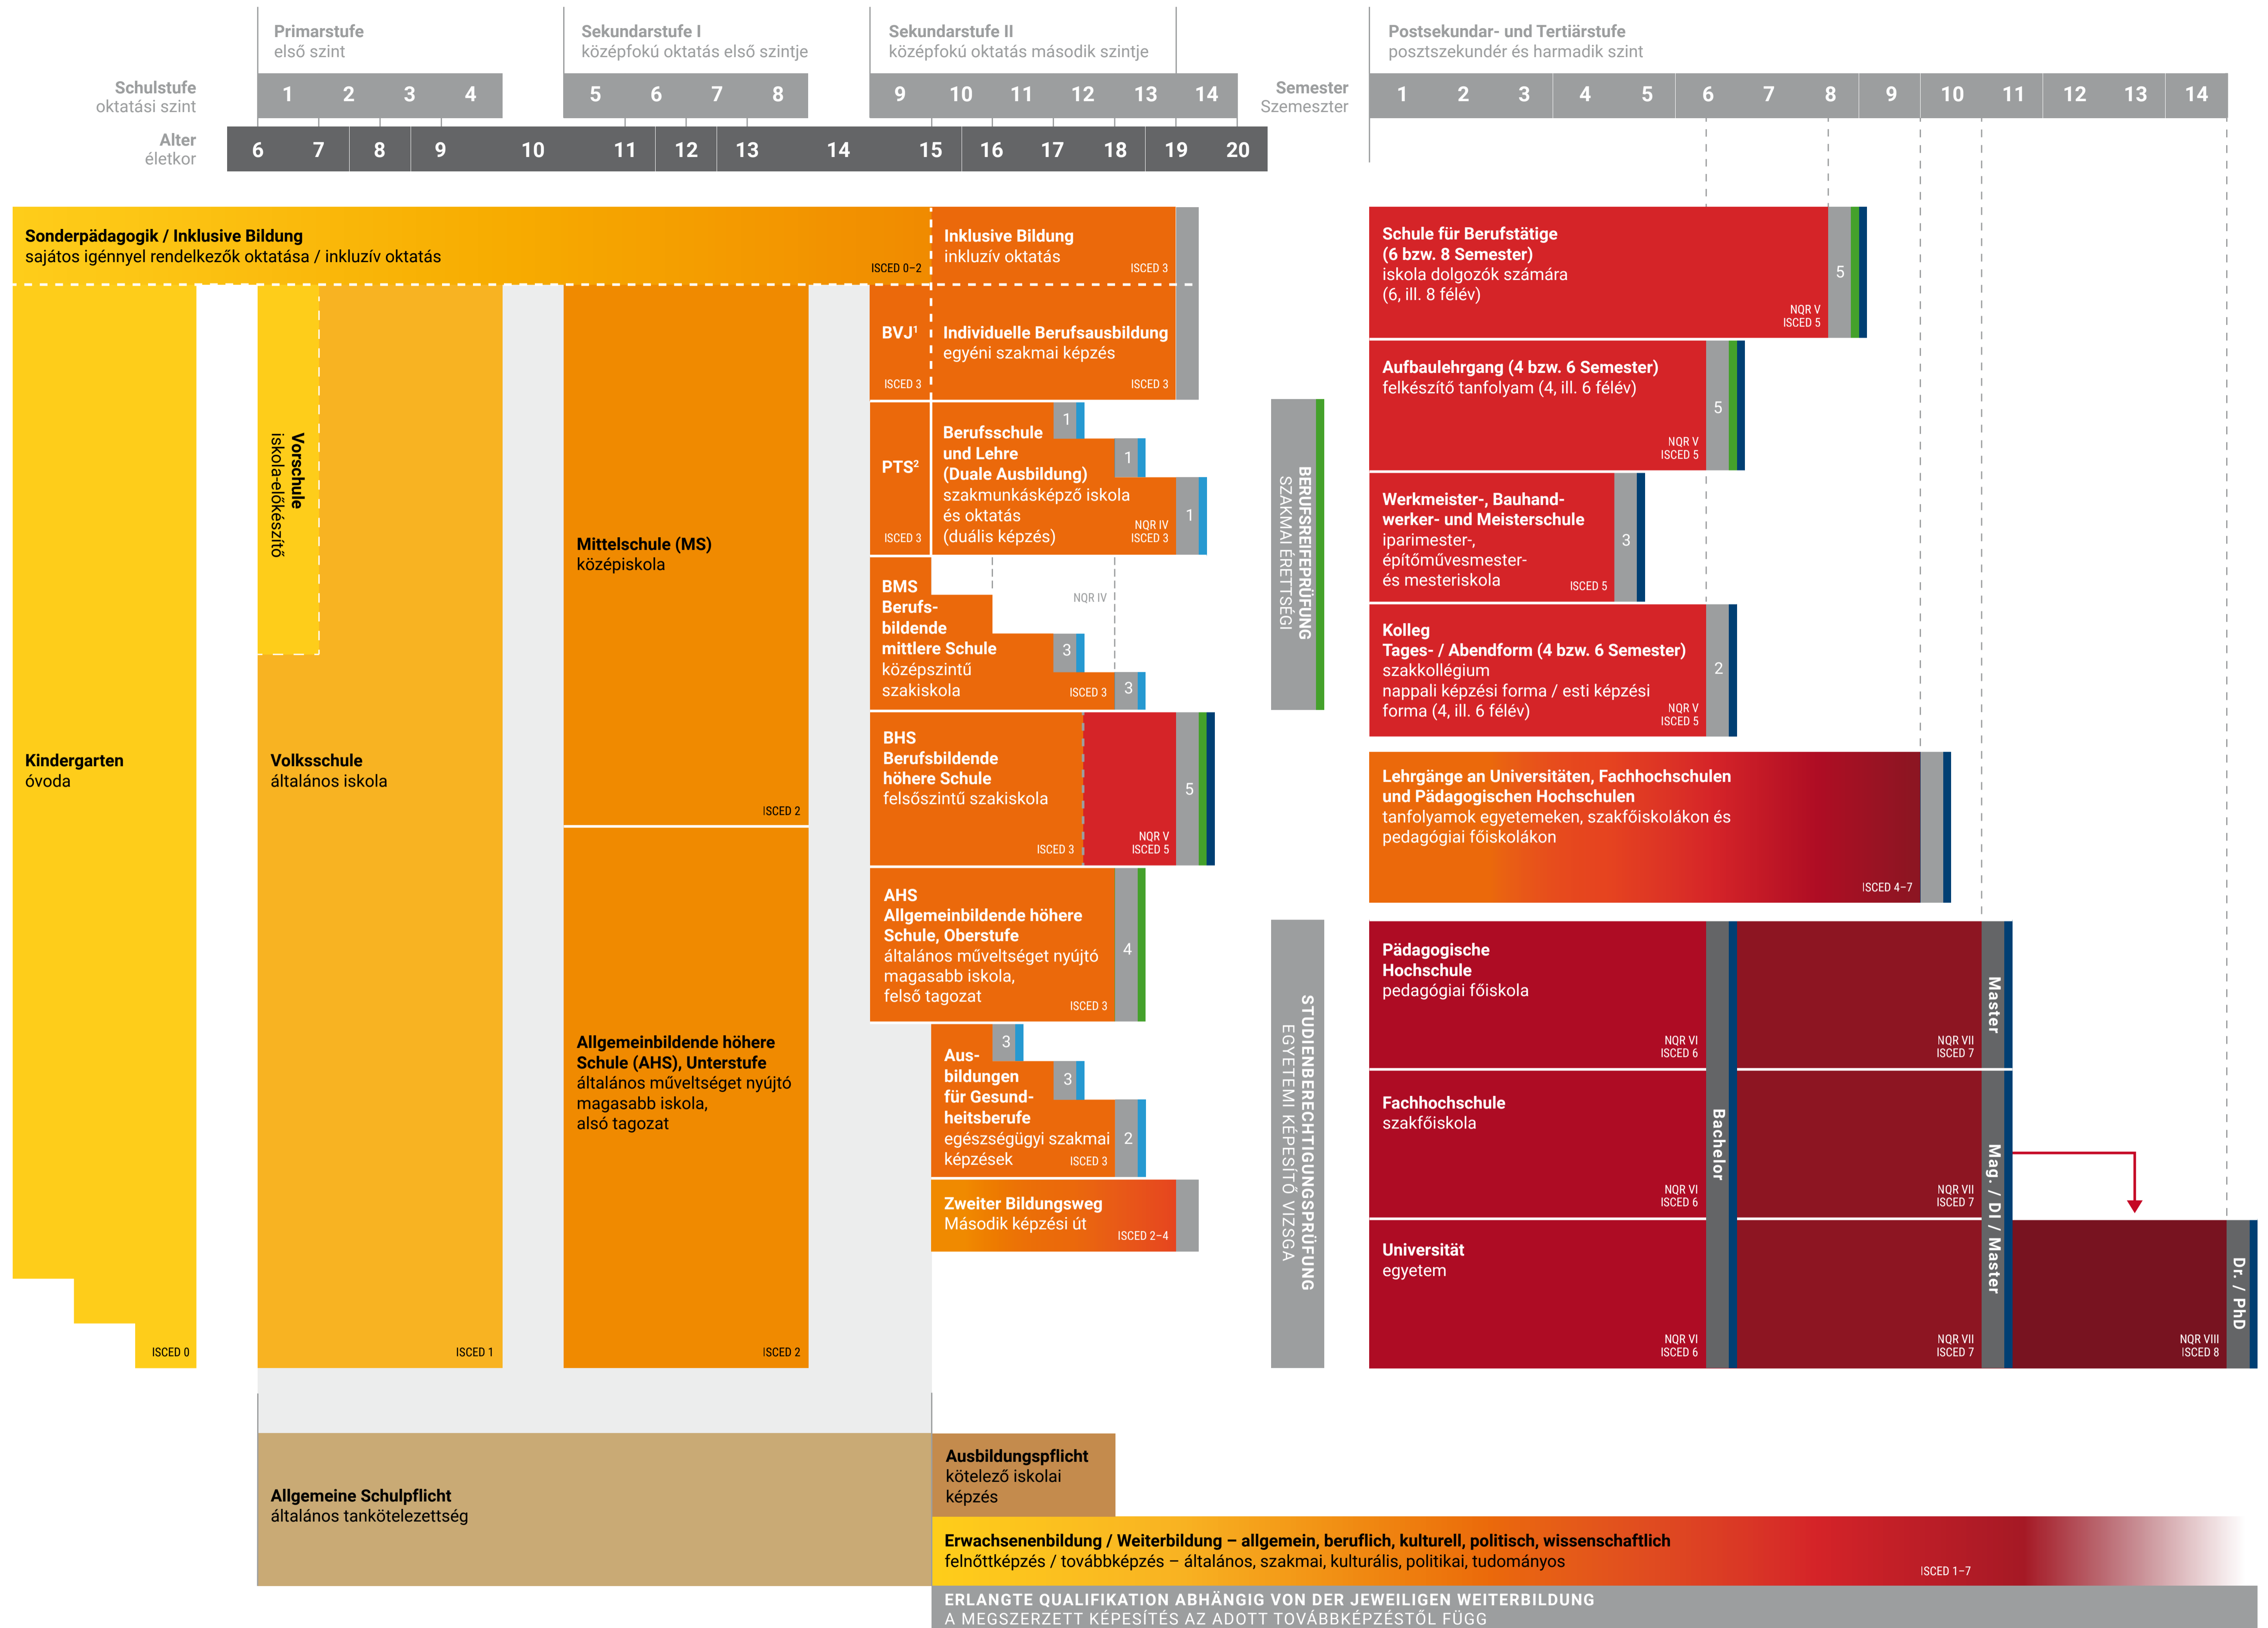 Primarstufe
első szint
Sekundarstufe I
középfokú oktatás első szintje
Sekundarstufe II
középfokú oktatás második szintje
Postsekundar- und Tertiärstufe
posztszekundér és harmadik szint
Schulstufe
oktatási szint
1 2 3 4 5 6 7 8 9 10 11 12 13 14
Semester
Szemeszter
1 2 3 4 5 6 7 8 9 10 11 12 13 14
Alter
életkor
6 7 8 9 10 11 12 13 14 15 16 17 18 19 20
Sonderpädagogik / Inklusive Bildung
sajátos igénnyel rendelkezők oktatása / inkluzív oktatás
ISCED 0–2
Inklusive Bildung
inkluzív oktatás
ISCED 3
Kindergarten
óvoda
ISCED 0
Vorschule
iskola-előkészítő
Volksschule
általános iskola
ISCED 1
Mittelschule (MS)
középiskola
ISCED 2
Allgemeinbildende höhere
Schule (AHS), Unterstufe
általános műveltséget nyújtó
magasabb iskola,
alsó tagozat
ISCED 2
BVJ¹
ISCED 3
Individuelle Berufsausbildung
egyéni szakmai képzés
ISCED 3
PTS²
ISCED 3
Berufsschule
und Lehre
(Duale Ausbildung)
szakmunkásképző iskola
és oktatás
(duális képzés)
NQR IV
ISCED 3
1
1
1
BMS
Berufs-
bildende
mittlere Schule
középszintű
szakiskola
ISCED 3
NQR IV
3
3
BHS
Berufsbildende
höhere Schule
felsőszintű szakiskola
ISCED 3
NQR V
ISCED 5
5
AHS
Allgemeinbildende höhere
Schule, Oberstufe
általános műveltséget nyújtó
magasabb iskola,
felső tagozat
ISCED 3
4
Aus-
bildungen
für Gesund-
heitsberufe
egészségügyi szakmai
képzések
ISCED 3
3
3
2
Zweiter Bildungsweg
Második képzési út
ISCED 2–4
BERUFSREIFEPRÜFUNG
SZAKMAI ÉRETTSÉGI
STUDIENBERECHTIGUNGSPRÜFUNG
EGYETEMI KÉPESÍTŐ VIZSGA
Schule für Berufstätige
(6 bzw. 8 Semester)
iskola dolgozók számára
(6, ill. 8 félév)
NQR V
ISCED 5
5
Aufbaulehrgang (4 bzw. 6 Semester)
felkészítő tanfolyam (4, ill. 6 félév)
NQR V
ISCED 5
5
Werkmeister-, Bauhand-
werker- und Meisterschule
iparimester-,
építőművesmester-
és mesteriskola
ISCED 5
3
Kolleg
Tages- / Abendform (4 bzw. 6 Semester)
szakkollégium
nappali képzési forma / esti képzési
forma (4, ill. 6 félév)
NQR V
ISCED 5
2
Lehrgänge an Universitäten, Fachhochschulen
und Pädagogischen Hochschulen
tanfolyamok egyetemeken, szakfőiskolákon és
pedagógiai főiskolákon
ISCED 4–7
Pädagogische
Hochschule
pedagógiai főiskola
NQR VI
ISCED 6
NQR VII
ISCED 7
Master
Fachhochschule
szakfőiskola
NQR VI
ISCED 6
NQR VII
ISCED 7
Bachelor
Mag. / DI / Master
Universität
egyetem
NQR VI
ISCED 6
NQR VII
ISCED 7
NQR VIII
ISCED 8
Dr. / PhD
Allgemeine Schulpflicht
általános tankötelezettség
Ausbildungspflicht
kötelező iskolai
képzés
Erwachsenenbildung / Weiterbildung – allgemein, beruflich, kulturell, politisch, wissenschaftlich
felnőttképzés / továbbképzés – általános, szakmai, kulturális, politikai, tudományos
ISCED 1–7
ERLANGTE QUALIFIKATION ABHÄNGIG VON DER JEWEILIGEN WEITERBILDUNG
A MEGSZERZETT KÉPESÍTÉS AZ ADOTT TOVÁBBKÉPZÉSTŐL FÜGG